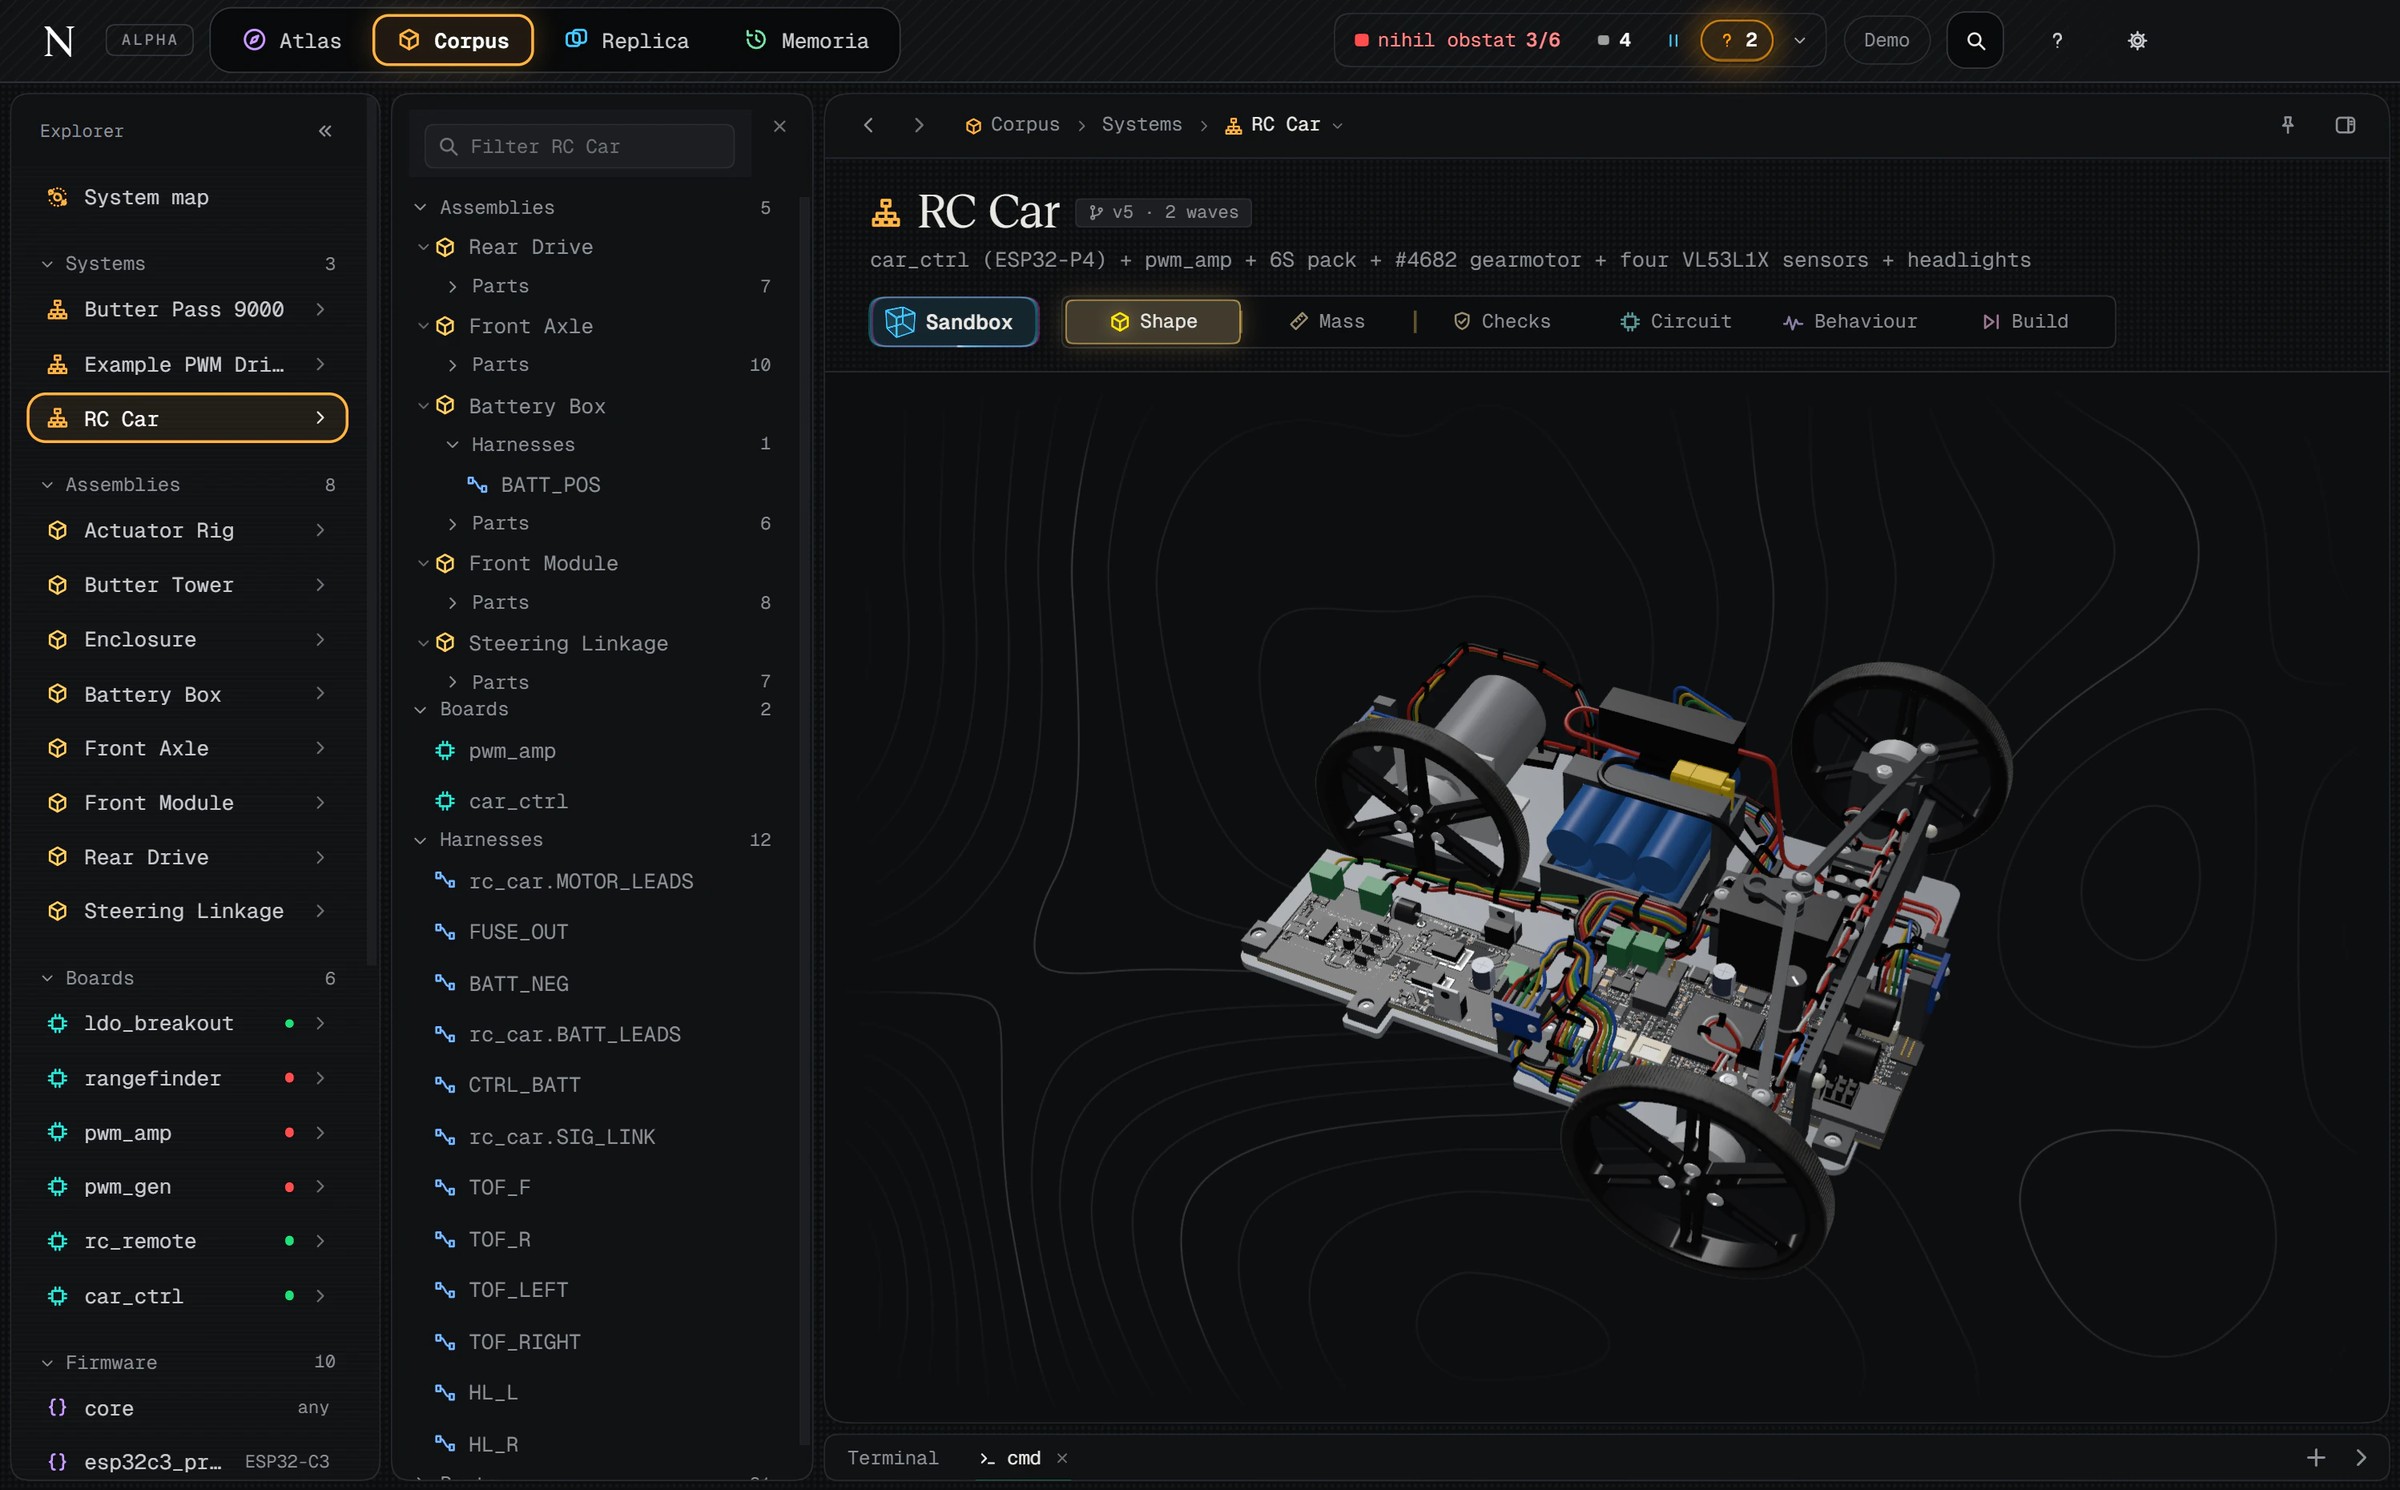 N ALPHA Atlas Corpus Replica Memoria nihil obstat 3/6 4 ? 2 Demo ?
Explorer
System map
Systems 3
Butter Pass 9000
Example PWM Dri…
RC Car
Assemblies 8
Actuator Rig
Butter Tower
Enclosure
Battery Box
Front Axle
Front Module
Rear Drive
Steering Linkage
Boards 6
ldo_breakout
rangefinder
pwm_amp
pwm_gen
rc_remote
car_ctrl
Firmware 10
core any
esp32c3_pr… ESP32-C3
Filter RC Car
Assemblies 5
Rear Drive
Parts 7
Front Axle
Parts 10
Battery Box
Harnesses 1
BATT_POS
Parts 6
Front Module
Parts 8
Steering Linkage
Parts 7
Boards 2
pwm_amp
car_ctrl
Harnesses 12
rc_car.MOTOR_LEADS
FUSE_OUT
BATT_NEG
rc_car.BATT_LEADS
CTRL_BATT
rc_car.SIG_LINK
TOF_F
TOF_R
TOF_LEFT
TOF_RIGHT
HL_L
HL_R
Corpus Systems RC Car
RC Car v5 · 2 waves
car_ctrl (ESP32-P4) + pwm_amp + 6S pack + #4682 gearmotor + four VL53L1X sensors + headlights
Sandbox Shape Mass Checks Circuit Behaviour Build
Terminal cmd